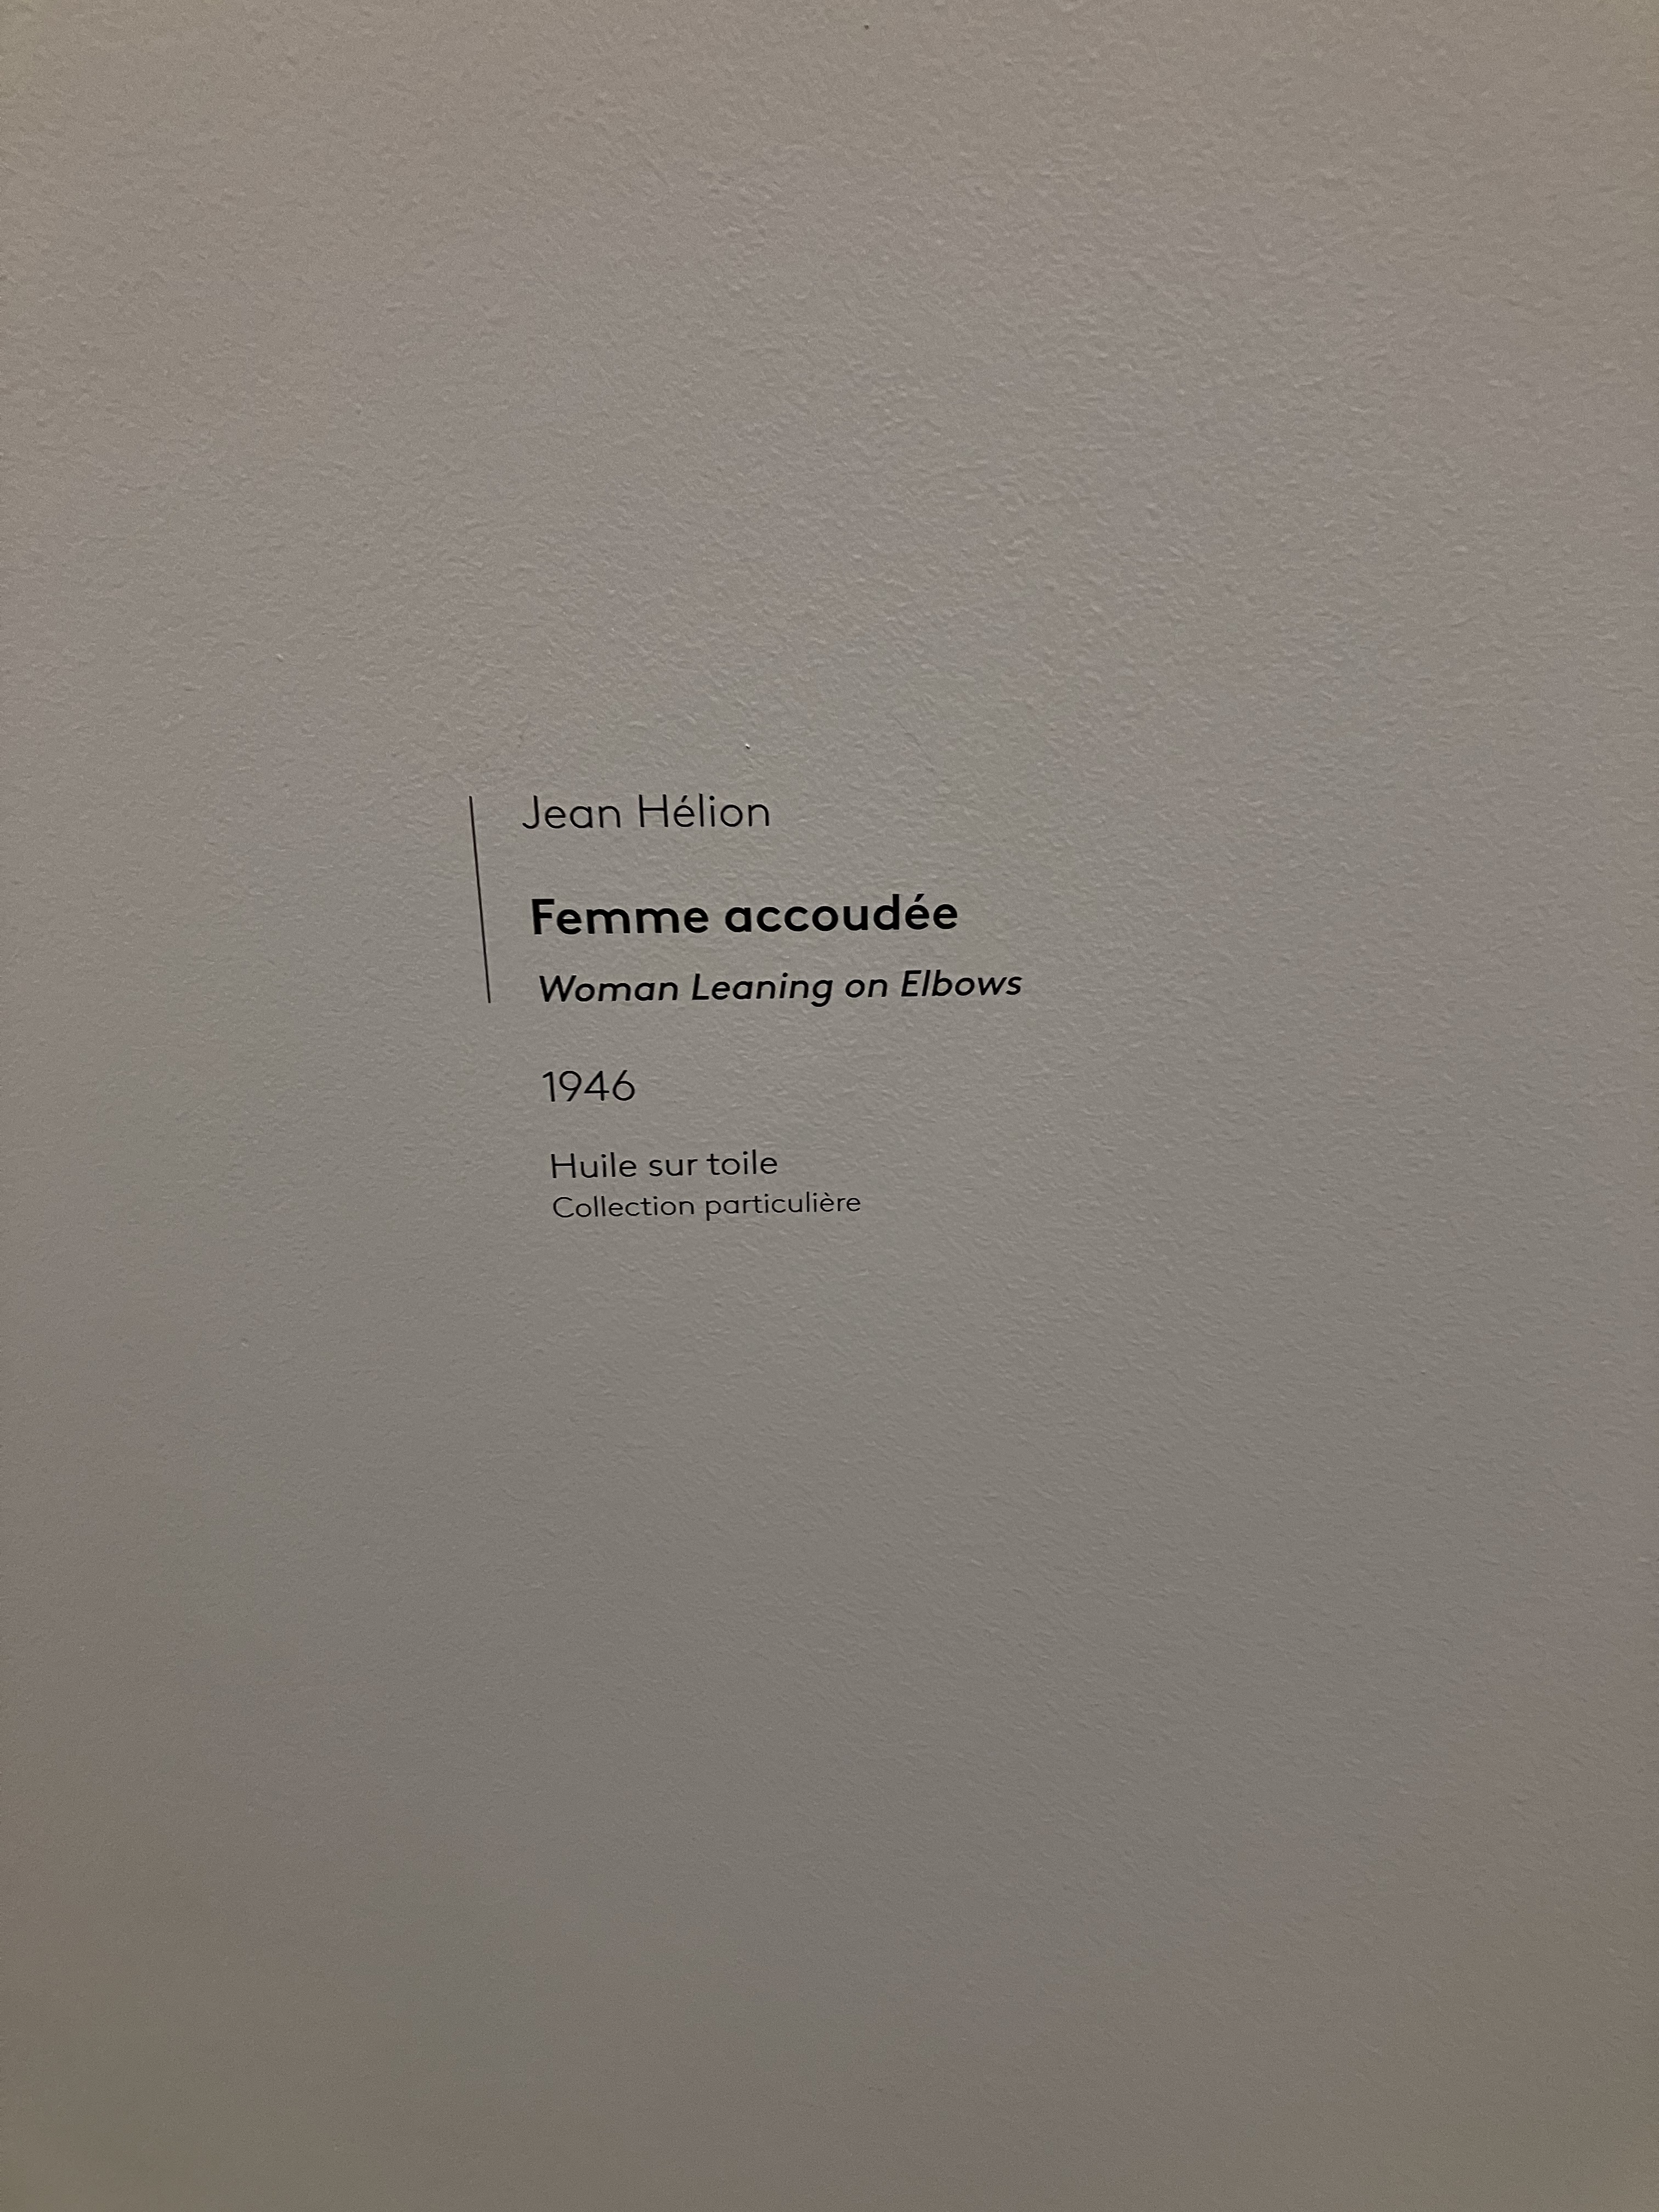 Jean Hélion
Femme accoudée
Woman Leaning on Elbows
1946
Huile sur toile
Collection particulière